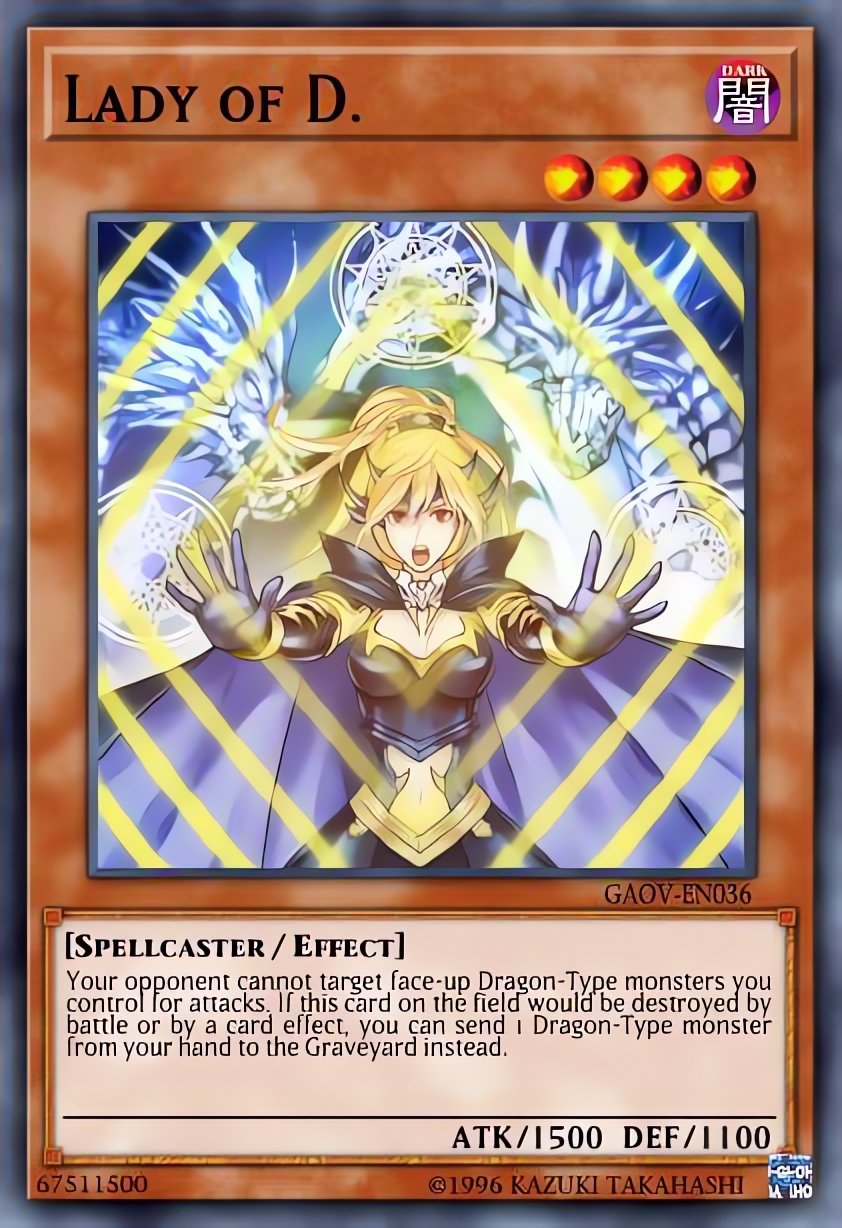 Lady of D.
DARK
闇
GAOV-EN036
[Spellcaster / Effect]
Your opponent cannot target face-up Dragon-Type monsters you
control for attacks. If this card on the field would be destroyed by
battle or by a card effect, you can send 1 Dragon-Type monster
from your hand to the Graveyard instead.
ATK/1500 DEF/1100
67511500
©1996 KAZUKI TAKAHASHI